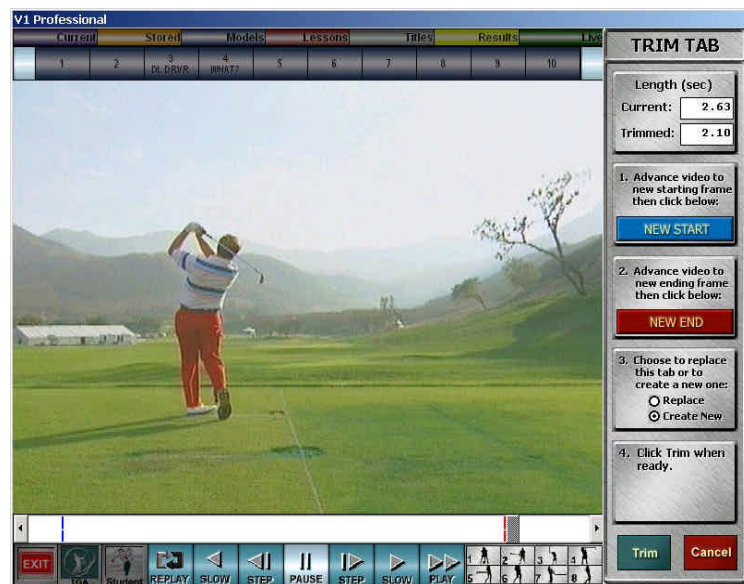 V1 Professional
Current Stored Models Lessons Titles Results Live
1 2 3 4 5 6 7 8 9 10
DL DRVR WHAT?
TRIM TAB
Length (sec)
Current: 2.63
Trimmed: 2.10
1. Advance video to
new starting frame
then click below:
NEW START
2. Advance video to
new ending frame
then click below:
NEW END
3. Choose to replace
this tab or to
create a new one:
Replace
Create New
4. Click Trim when
ready.
Trim Cancel
EXIT IGA Student REPLAY SLOW STEP PAUSE STEP SLOW PLAY
1 2 3 4
5 6 7 8